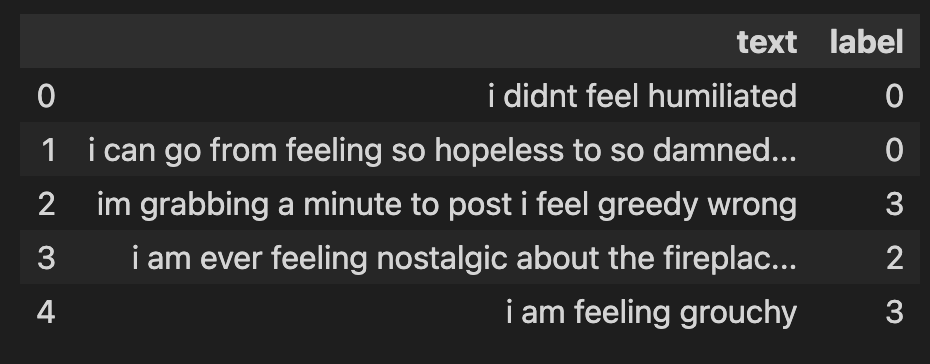 text label
0 i didnt feel humiliated 0
1 i can go from feeling so hopeless to so damned... 0
2 im grabbing a minute to post i feel greedy wrong 3
3 i am ever feeling nostalgic about the fireplac... 2
4 i am feeling grouchy 3